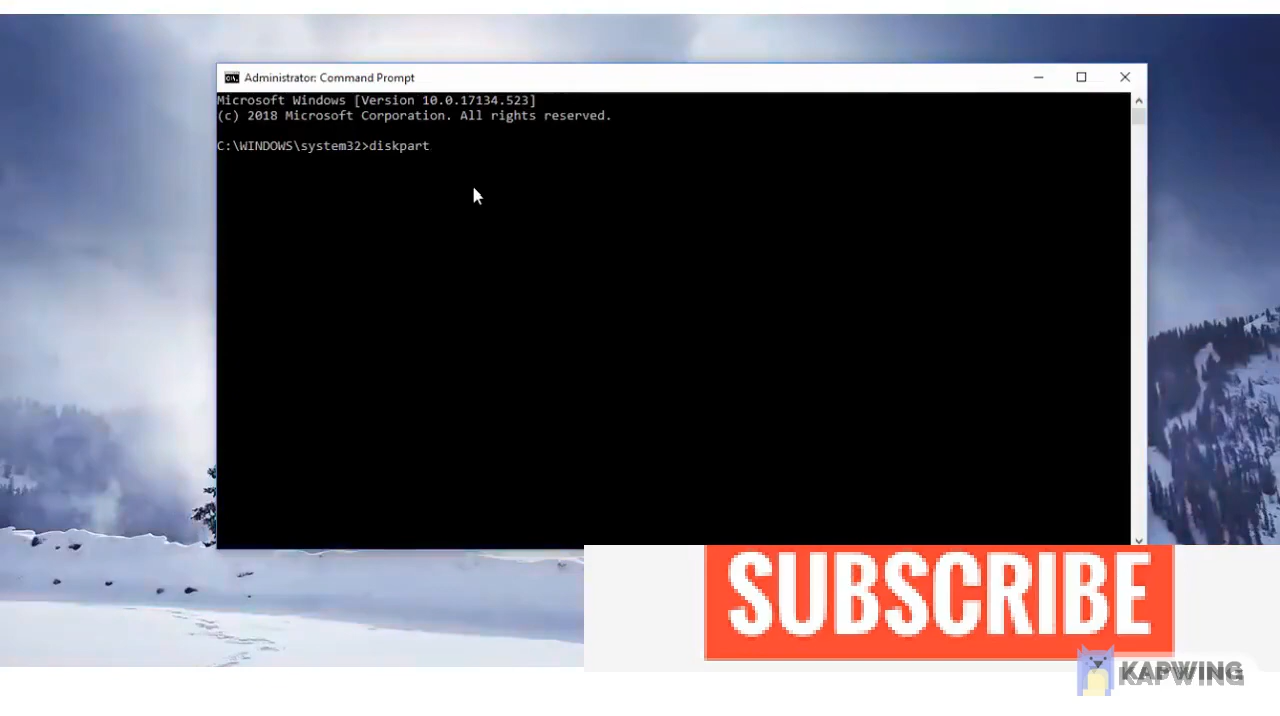 Administrator: Command Prompt
Microsoft Windows [Version 10.0.17134.523]
(c) 2018 Microsoft Corporation. All rights reserved.
C:\WINDOWS\system32>diskpart
SUBSCRIBE
KAPWING